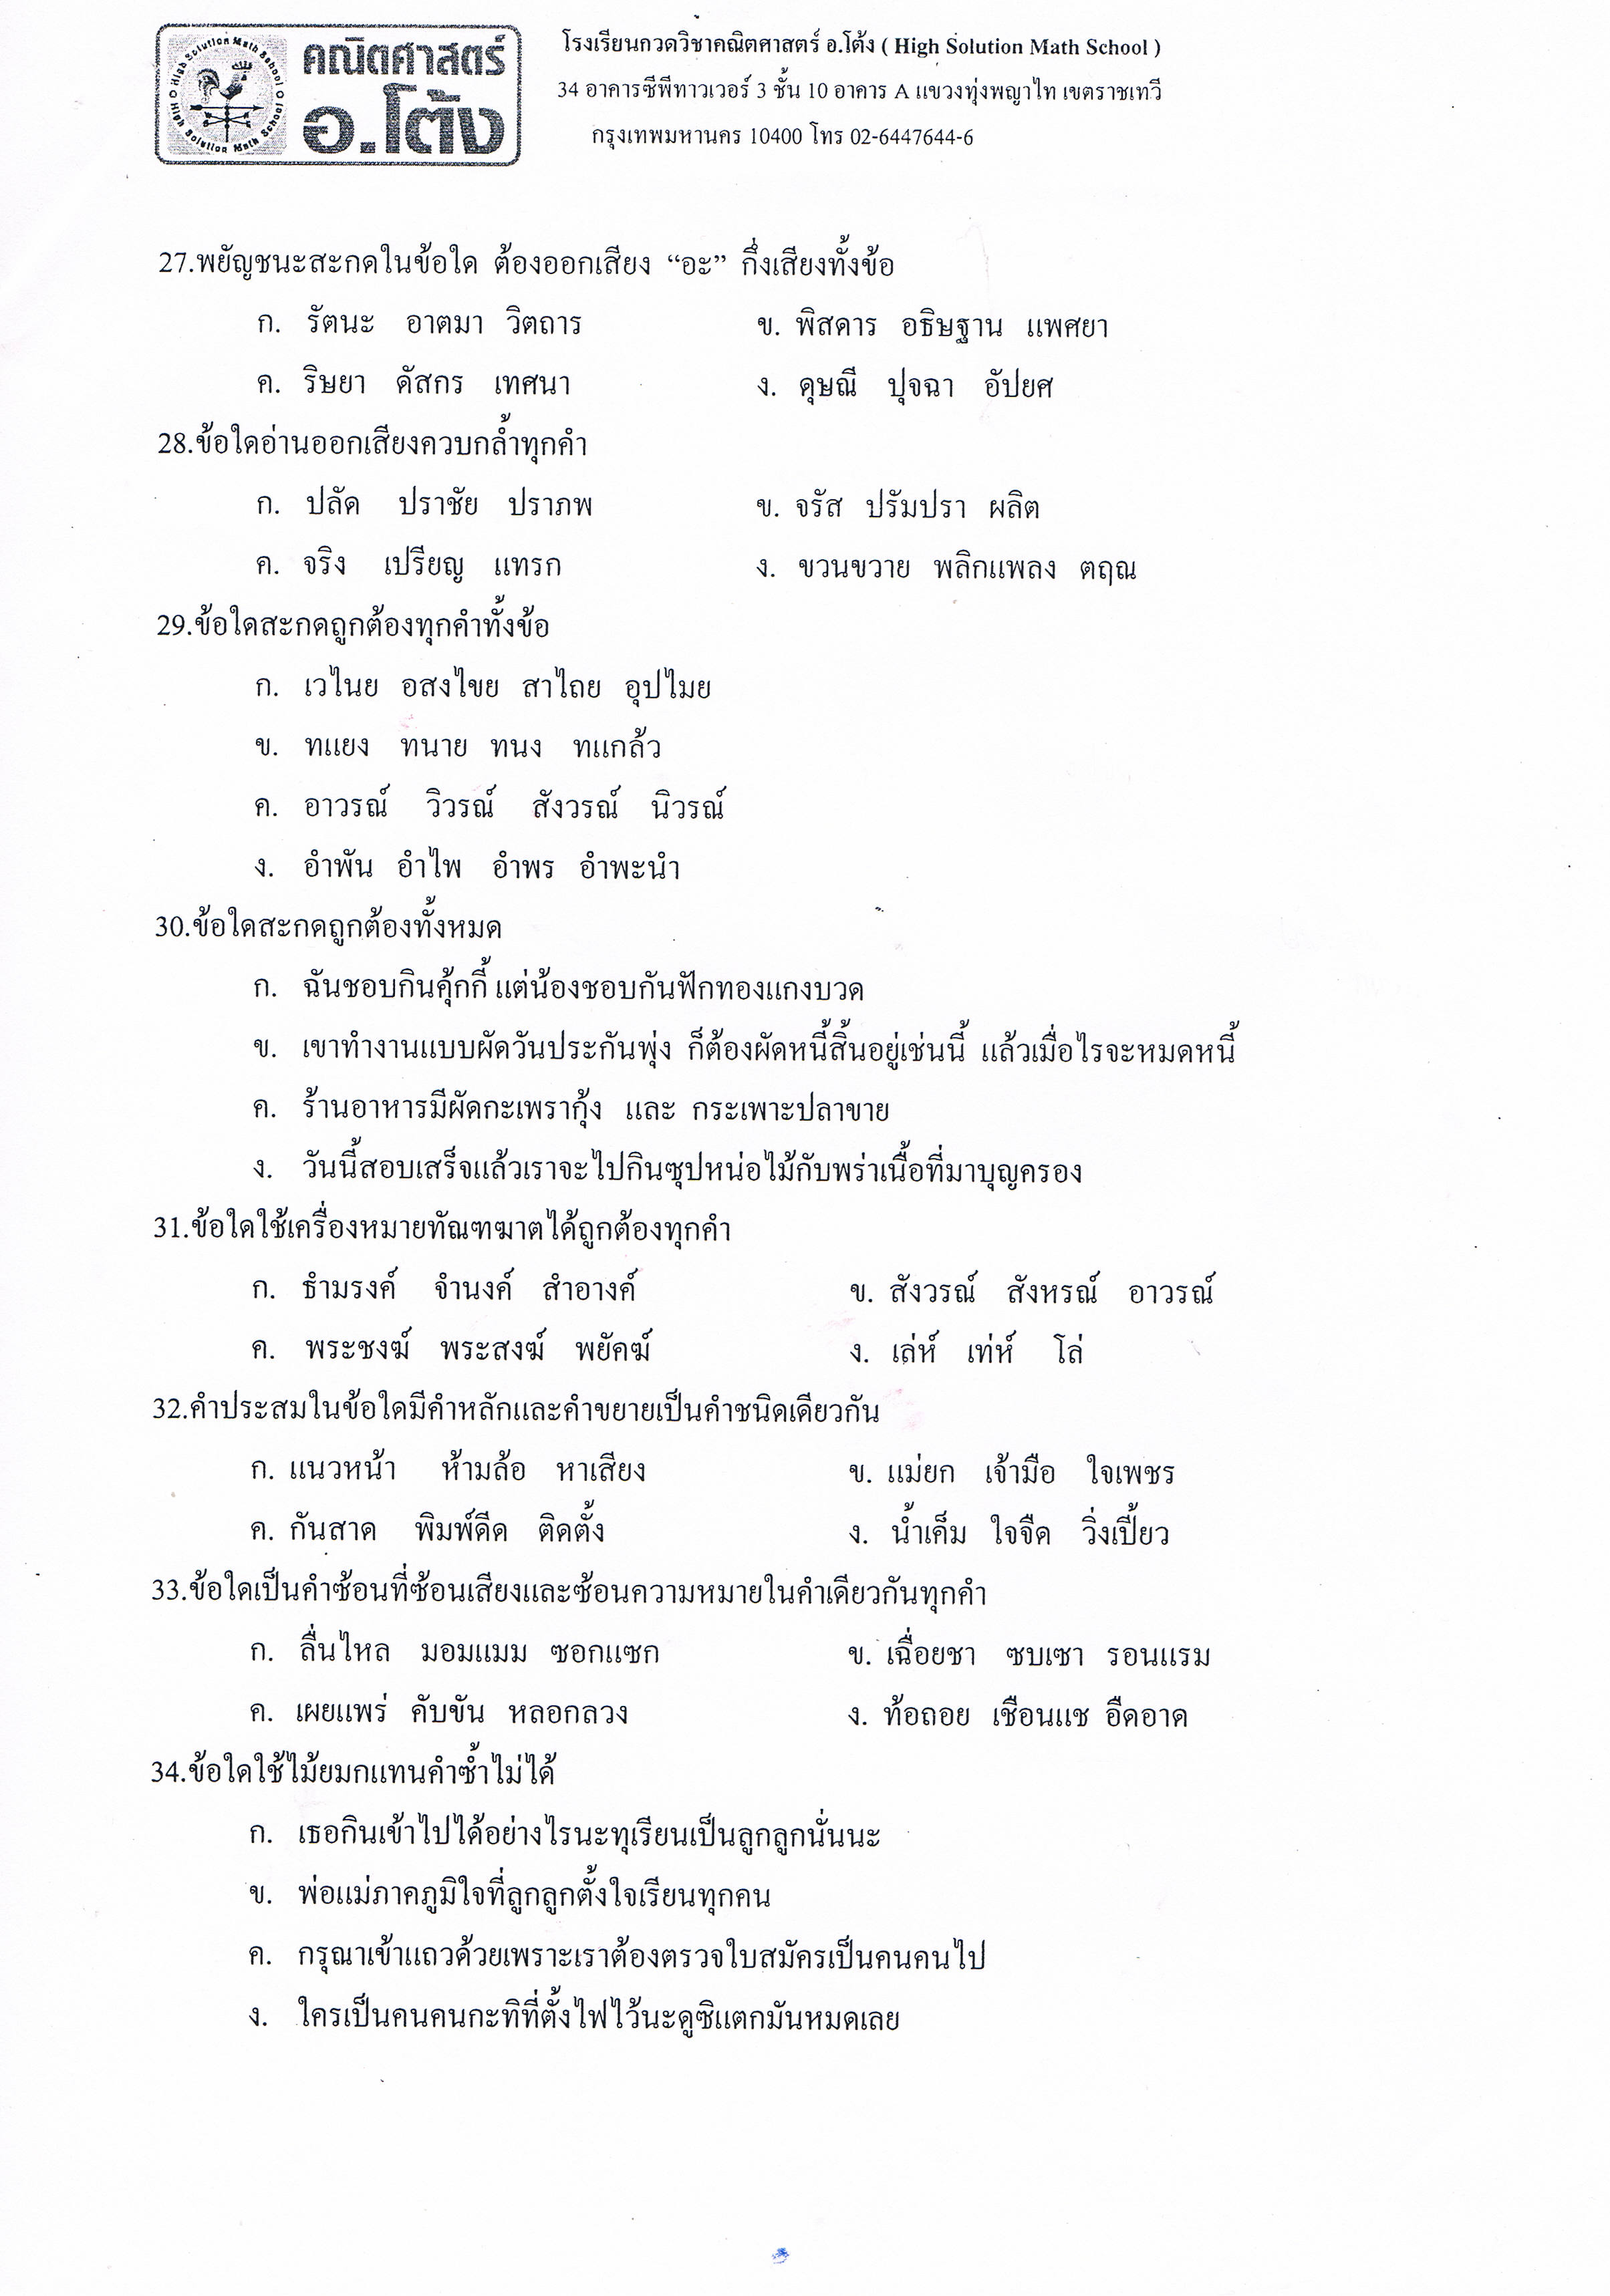 High Solution Math School High Solution Math School
คณิตศาสตร์
อ.โต้ง
โรงเรียนกวดวิชาคณิตศาสตร์ อ.โต้ง ( High Solution Math School )
34 อาคารซีพีทาวเวอร์ 3 ชั้น 10 อาคาร A แขวงทุ่งพญาไท เขตราชเทวี
กรุงเทพมหานคร 10400 โทร 02-6447644-6
27.พยัญชนะสะกดในข้อใด ต้องออกเสียง “อะ” กึ่งเสียงทั้งข้อ
ก. รัตนะ อาตมา วิตถาร ข. พิสดาร อธิษฐาน แพศยา
ค. ริษยา ดัสกร เทศนา ง. ดุษณี ปุจฉา อัปยศ
28.ข้อใดอ่านออกเสียงควบกล้ำทุกคำ
ก. ปลัด ปราชัย ปราภพ ข. จรัส ปรัมปรา ผลิต
ค. จริง เปรียญ แทรก ง. ขวนขวาย พลิกแพลง ตฤณ
29.ข้อใดสะกดถูกต้องทุกคำทั้งข้อ
ก. เวไนย อสงไขย สาไถย อุปไมย
ข. ทแยง ทนาย ทนง ทแกล้ว
ค. อาวรณ์ วิวรณ์ สังวรณ์ นิวรณ์
ง. อำพัน อำไพ อำพร อำพะนำ
30.ข้อใดสะกดถูกต้องทั้งหมด
ก. ฉันชอบกินคุ้กกี้ แต่น้องชอบกันฟักทองแกงบวด
ข. เขาทำงานแบบผัดวันประกันพุ่ง ก็ต้องผัดหนี้สิ้นอยู่เช่นนี้ แล้วเมื่อไรจะหมดหนี้
ค. ร้านอาหารมีผัดกะเพรากุ้ง และ กระเพาะปลาขาย
ง. วันนี้สอบเสร็จแล้วเราจะไปกินซุปหน่อไม้กับพร่าเนื้อที่มาบุญครอง
31.ข้อใดใช้เครื่องหมายทัณฑฆาตได้ถูกต้องทุกคำ
ก. ธำมรงค์ จำนงค์ สำอางค์ ข. สังวรณ์ สังหรณ์ อาวรณ์
ค. พระชงฆ์ พระสงฆ์ พยัคฆ์ ง. เล่ห์ เท่ห์ โล่
32.คำประสมในข้อใดมีคำหลักและคำขยายเป็นคำชนิดเดียวกัน
ก. แนวหน้า ห้ามล้อ หาเสียง ข. แม่ยก เจ้ามือ ใจเพชร
ค. กันสาด พิมพ์ดีด ติดตั้ง ง. น้ำเค็ม ใจจืด วิ่งเปี้ยว
33.ข้อใดเป็นคำซ้อนที่ซ้อนเสียงและซ้อนความหมายในคำเดียวกันทุกคำ
ก. ลื่นไหล มอมแมม ซอกแซก ข. เฉื่อยชา ซบเซา รอนแรม
ค. เผยแพร่ คับขัน หลอกลวง ง. ท้อถอย เชือนแช อืดอาด
34.ข้อใดใช้ไม้ยมกแทนคำซ้ำไม่ได้
ก. เธอกินเข้าไปได้อย่างไรนะทุเรียนเป็นลูกลูกนั่นนะ
ข. พ่อแม่ภาคภูมิใจที่ลูกลูกตั้งใจเรียนทุกคน
ค. กรุณาเข้าแถวด้วยเพราะเราต้องตรวจใบสมัครเป็นคนคนไป
ง. ใครเป็นคนคนกะทิที่ตั้งไฟไว้นะดูซิแตกมันหมดเลย